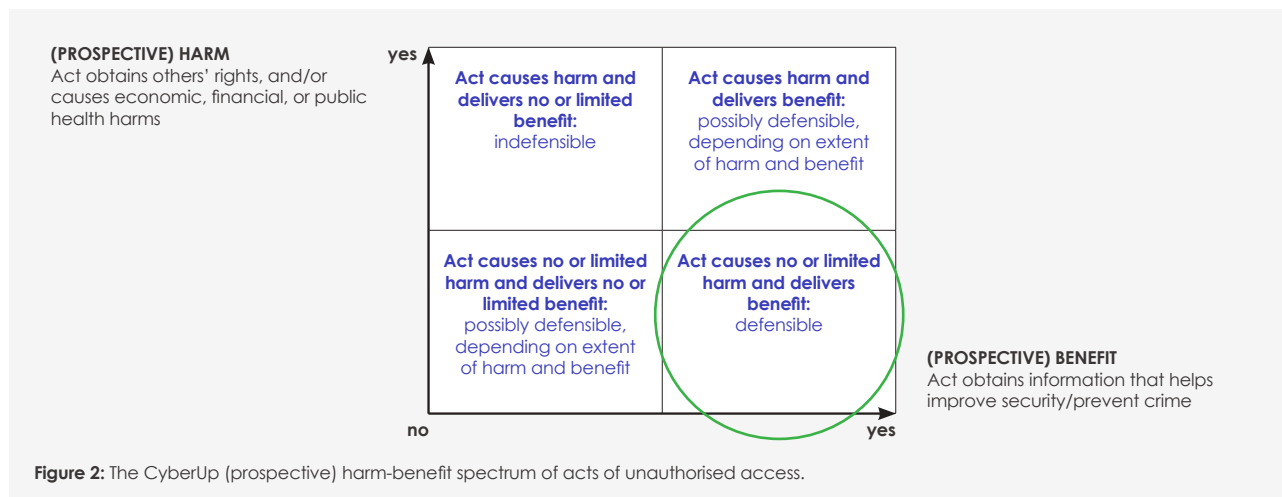 (PROSPECTIVE) HARM
Act obtains others’ rights, and/or
causes economic, financial, or public
health harms
yes
Act causes harm and
delivers no or limited
benefit:
indefensible
Act causes harm and
delivers benefit:
possibly defensible,
depending on extent
of harm and benefit
Act causes no or limited
harm and delivers no or
limited benefit:
possibly defensible,
depending on extent
of harm and benefit
Act causes no or limited
harm and delivers
benefit:
defensible
(PROSPECTIVE) BENEFIT
Act obtains information that helps
improve security/prevent crime
no
yes
Figure 2: The CyberUp (prospective) harm-benefit spectrum of acts of unauthorised access.